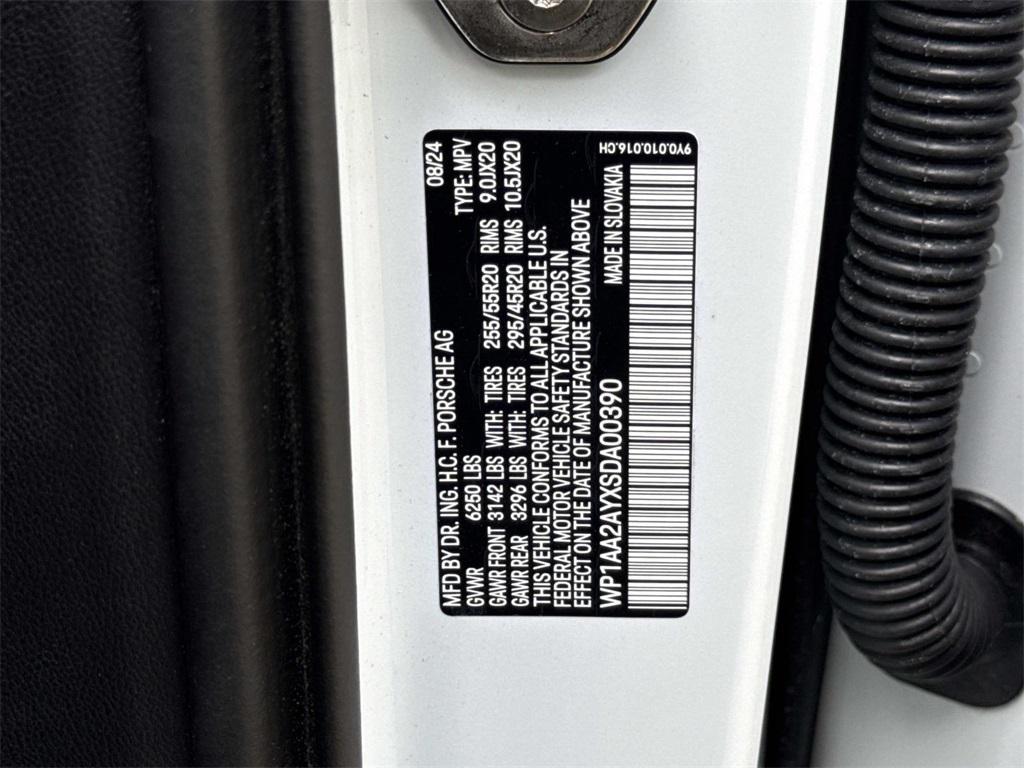 MFD BY DR. ING. H.C. F. PORSCHE AG 08/24
GVWR 6250 LBS TYPE: MPV
GAWR FRONT 3142 LBS WITH: TIRES 255/55R20 RIMS 9.0JX20
GAWR REAR 3296 LBS WITH: TIRES 295/45R20 RIMS 10.5JX20
THIS VEHICLE CONFORMS TO ALL APPLICABLE U.S.
FEDERAL MOTOR VEHICLE SAFETY STANDARDS IN
EFFECT ON THE DATE OF MANUFACTURE SHOWN ABOVE
WP1AA2AYXSDA00390 MADE IN SLOVAKIA
9Y0.010.016.CH